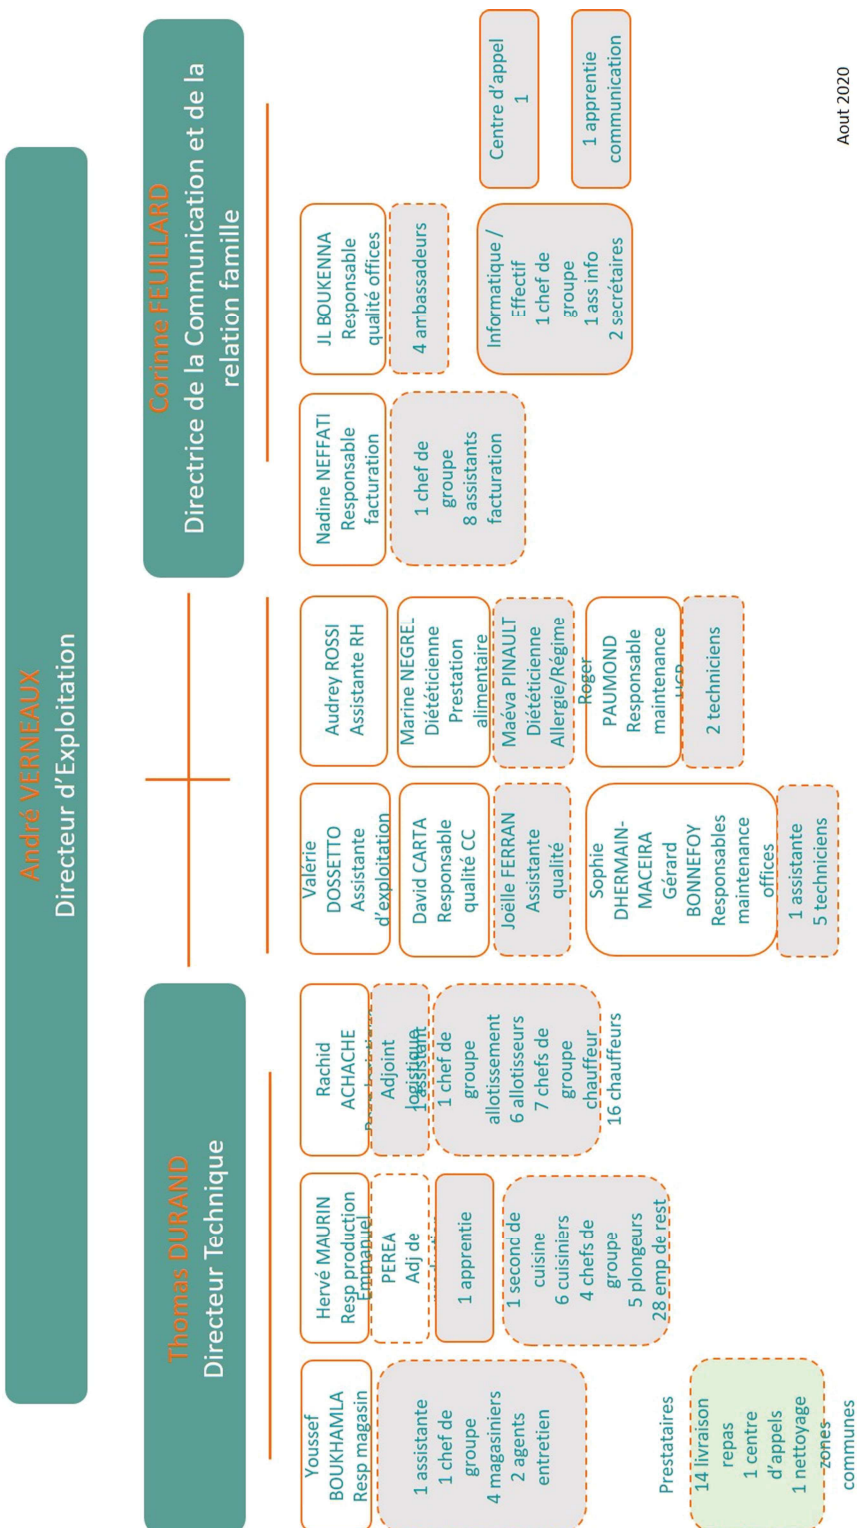 André VERNEAUX
Directeur d'Exploitation
Thomas DURAND
Directeur Technique
Corinne FEUILLARD
Directrice de la Communication et de la
relation famille
Youssef
BOUKHAMLA
Resp magasin
1 assistante
1 chef de
groupe
4 magasiniers
2 agents
entretien
Prestataires
14 livraison
repas
1 centre
d'appels
1 nettoyage
zones
communes
Hervé MAURIN
Resp production
Emmanuel
PEREA
Adj de
1 apprentie
1 second de
cuisine
6 cuisiniers
4 chefs de
groupe
5 plongeurs
28 emp de rest
Rachid
ACHACHE
Adjoint
logistique
1 assistant
1 chef de
groupe
allotissement
6 allotisseurs
7 chefs de
groupe
chauffeur
16 chauffeurs
Valérie
DOSSETTO
Assistante
d'exploitation
David CARTA
Responsable
qualité CC
Joëlle FERRAN
Assistante
qualité
Sophie
DHERMAIN-
MACEIRA
Gérard
BONNEFOY
Responsables
maintenance
offices
1 assistante
5 techniciens
Audrey ROSSI
Assistante RH
Marine NEGREL
Diététicienne
Prestation
alimentaire
Maéva PINAULT
Diététicienne
Allergie/Régime
Roger
PAUMOND
Responsable
maintenance
2 techniciens
Nadine NEFFATI
Responsable
facturation
1 chef de
groupe
8 assistants
facturation
JL BOUKENNA
Responsable
qualité offices
4 ambassadeurs
Informatique /
Effectif
1 chef de
groupe
1 ass info
2 secrétaires
Centre d'appel
1
1 apprentie
communication
Aout 2020